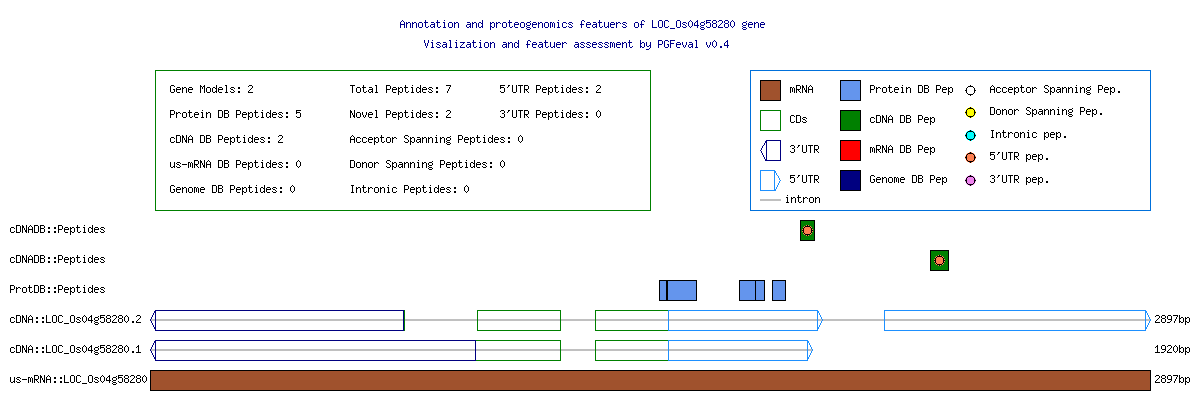 Annotation and proteogenomics featuers of LOC_Os04g58280 gene
Visalization and featuer assessment by PGFeval v0.4
Gene Models: 2 Total Peptides: 7 5'UTR Peptides: 2
Protein DB Peptides: 5 Novel Peptides: 2 3'UTR Peptides: 0
cDNA DB Peptides: 2 Acceptor Spanning Peptides: 0
us-mRNA DB Peptides: 0 Donor Spanning Peptides: 0
Genome DB Peptides: 0 Intronic Peptides: 0
mRNA Protein DB Pep Acceptor Spanning Pep.
CDs cDNA DB Pep Donor Spanning Pep.
3'UTR mRNA DB Pep Intronic pep.
5'UTR Genome DB Pep 5'UTR pep.
intron 3'UTR pep.
cDNADB::Peptides
cDNADB::Peptides
ProtDB::Peptides
cDNA::LOC_Os04g58280.2 2897bp
cDNA::LOC_Os04g58280.1 1920bp
us-mRNA::LOC_Os04g58280 2897bp